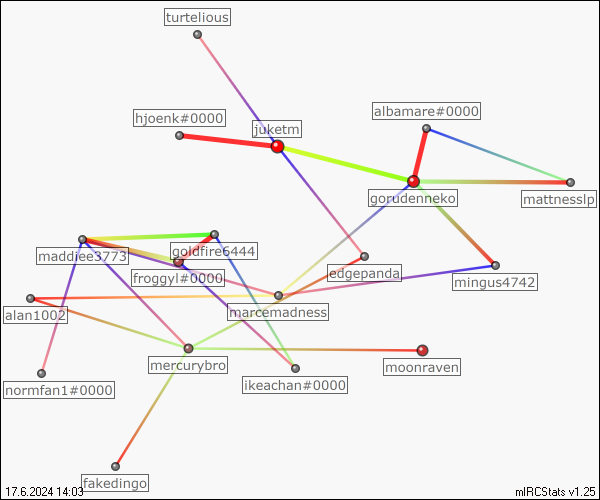 turtelious
albamare#0000
hjoenk#0000
juketm
gorudenneko
mattnesslp
goldfire6444
maddiee3773
froggyl#0000
edgepanda
mingus4742
marcemadness
alan1002
mercurybro
moonraven
ikeachan#0000
normfan1#0000
fakedingo
17.6.2024 14:03
mIRCStats v1.25